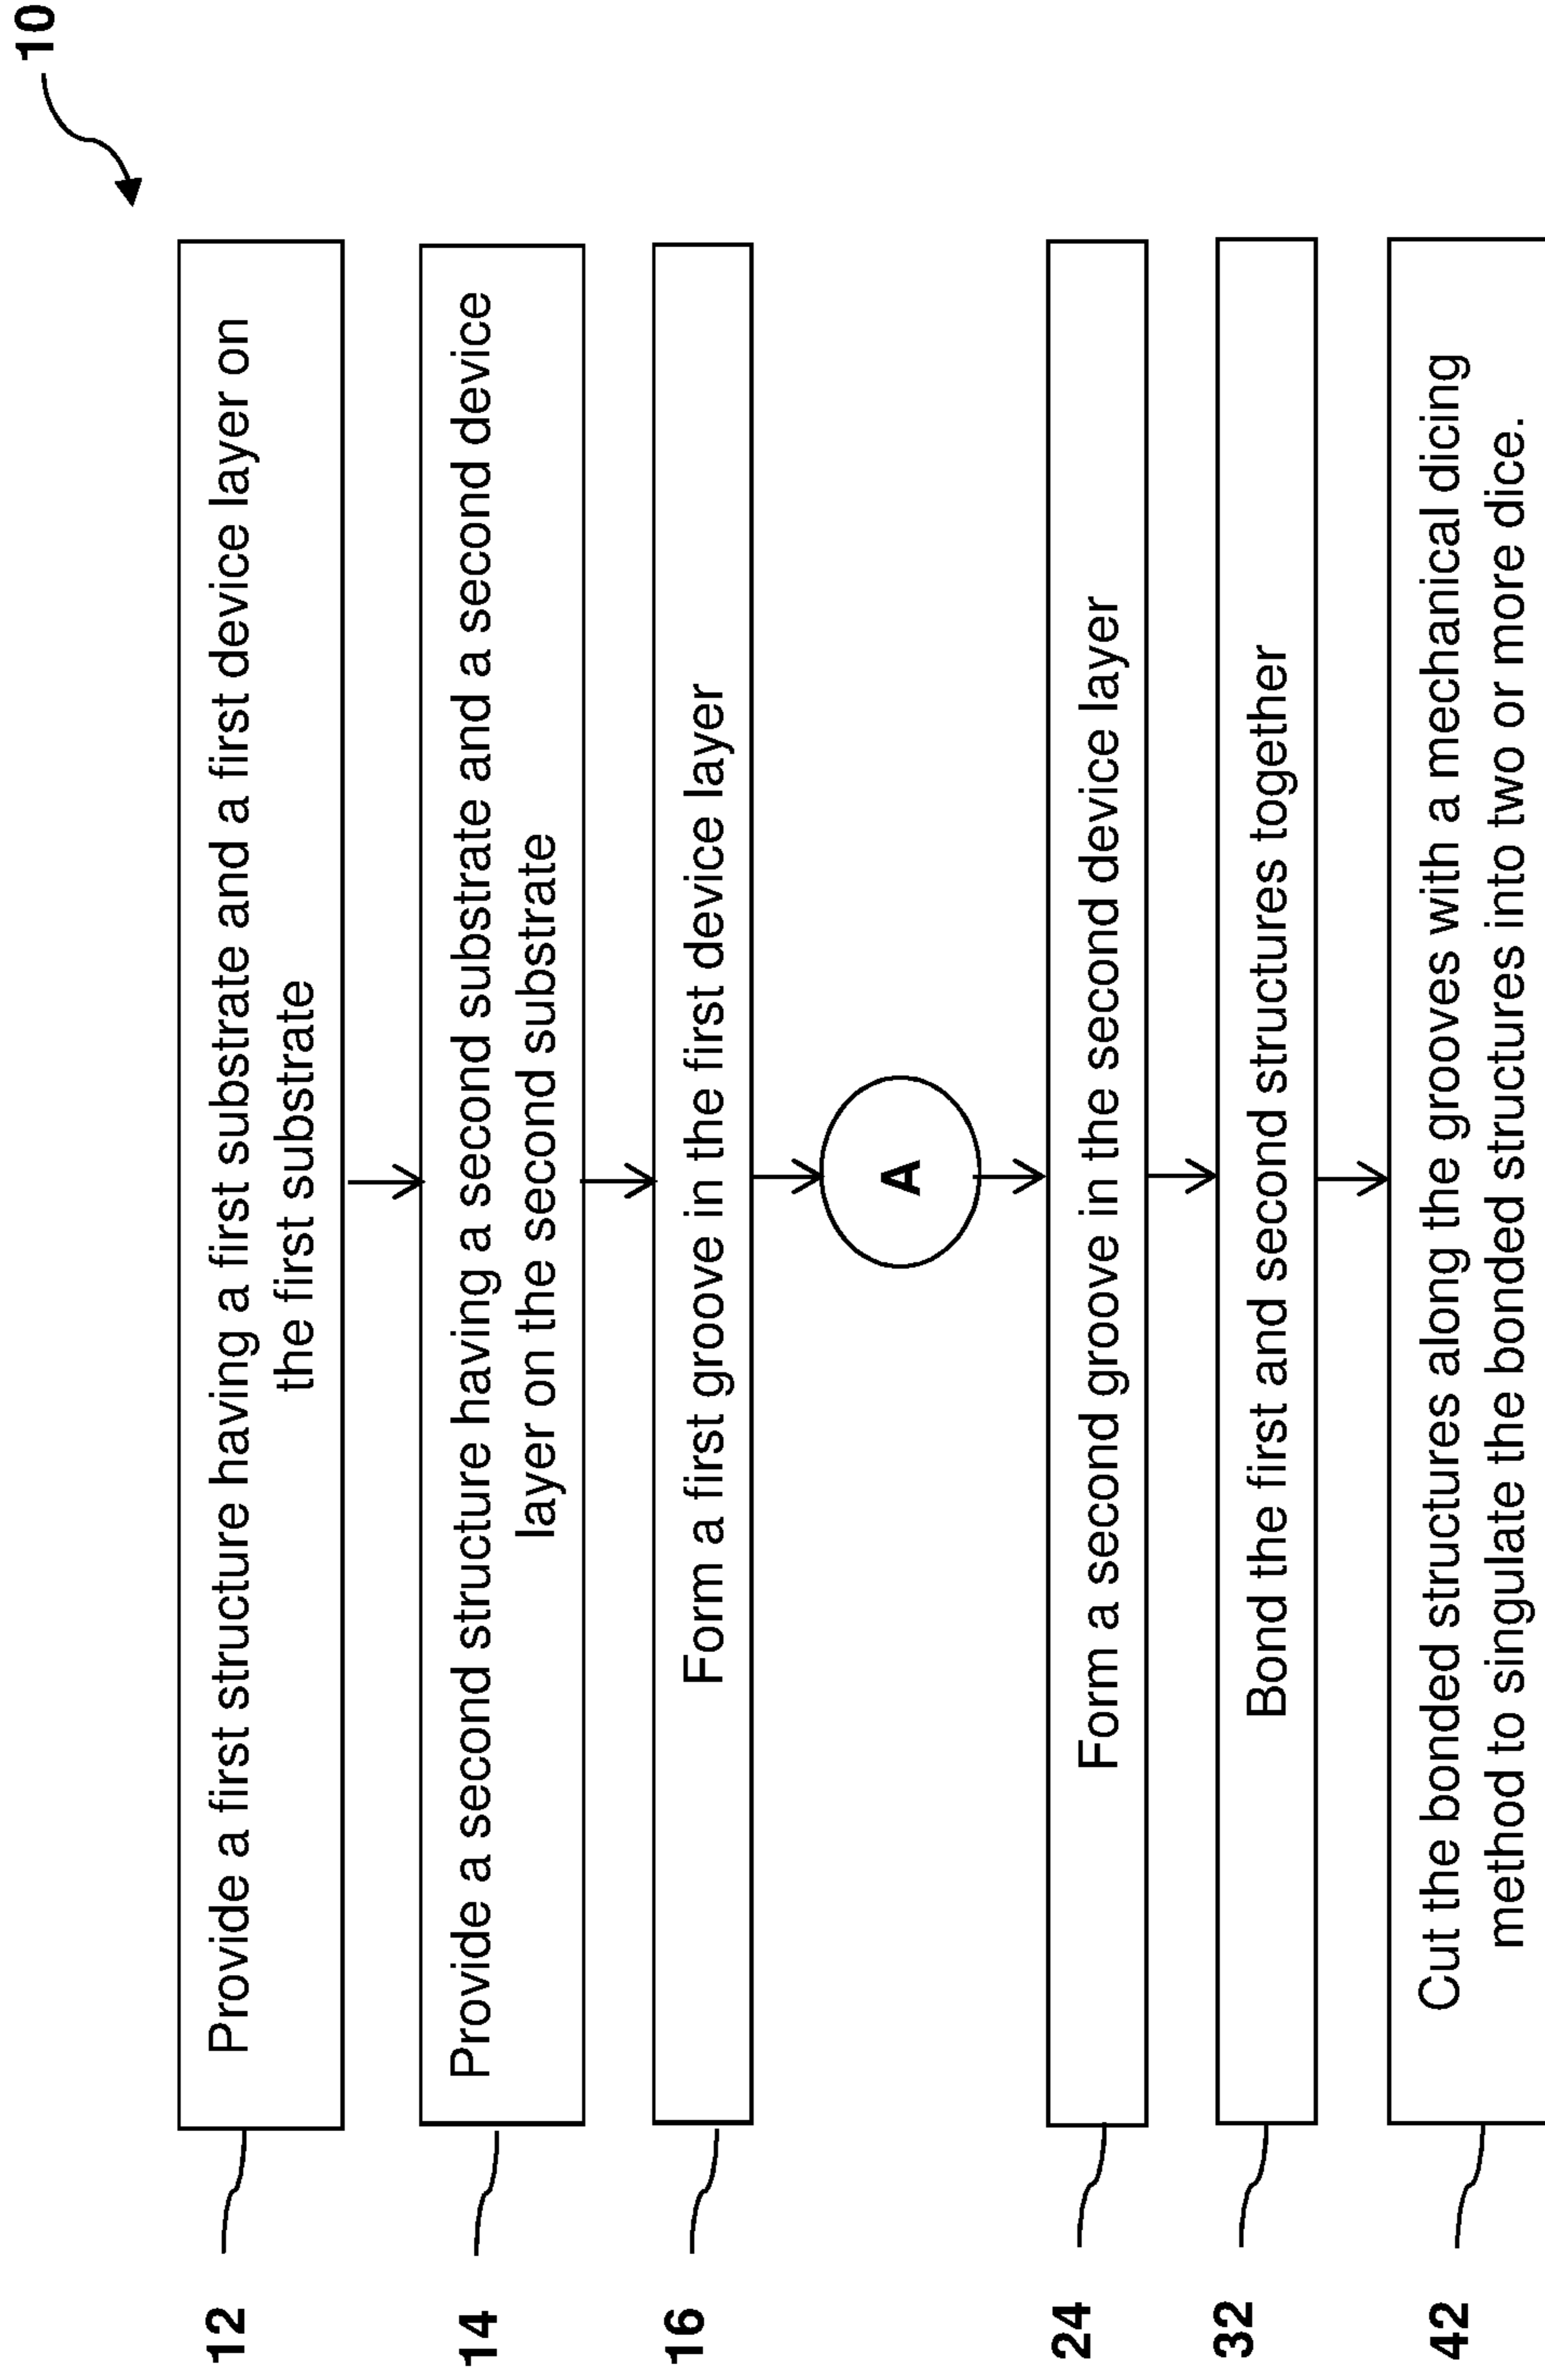 10
12
Provide a first structure having a first substrate and a first device layer on
the first substrate
14
Provide a second structure having a second substrate and a second device
layer on the second substrate
16
Form a first groove in the first device layer
A
24
Form a second groove in the second device layer
32
Bond the first and second structures together
42
Cut the bonded structures along the grooves with a mechanical dicing
method to singulate the bonded structures into two or more dice.